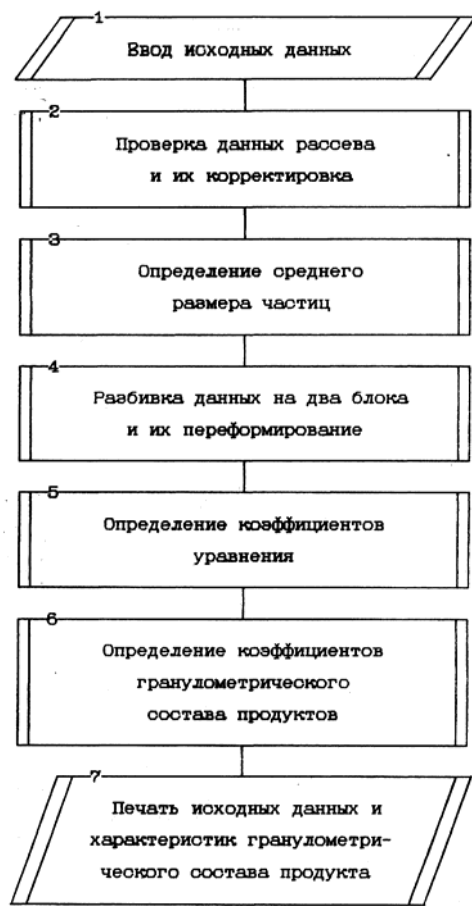 1
Ввод исходных данных
2
Проверка данных рассева
и их корректировка
3
Определение среднего
размера частиц
4
Разбивка данных на два блока
и их переформирование
5
Определение коэффициентов
уравнения
6
Определение коэффициентов
гранулометрического
состава продуктов
7
Печать исходных данных и
характеристик гранулометри-
ческого состава продукта